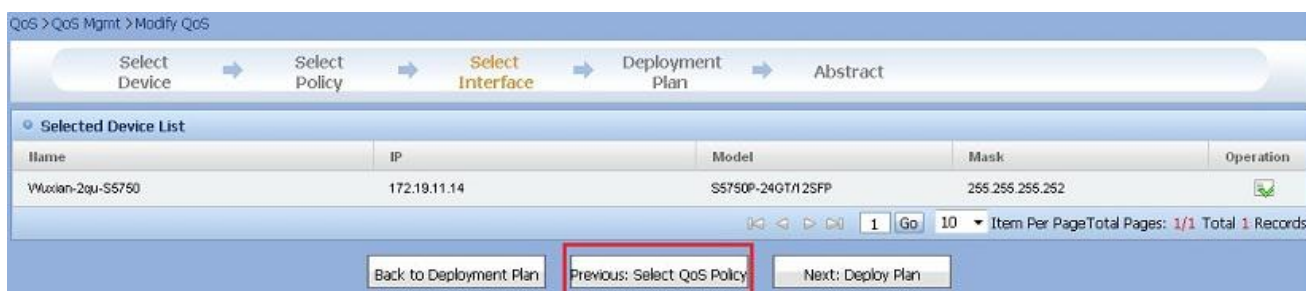 QoS >QoS Mgmt >Modify QoS
Select Device
Select Policy
Select Interface
Deployment Plan
Abstract
Selected Device List
Name IP Model Mask Operation
Wuxian-2qu-S5750 172.19.11.14 S5750P-24GT/12SFP 255.255.255.252
1 Go 10 Item Per PageTotal Pages: 1/1 Total 1 Records
Back to Deployment Plan Previous: Select QoS Policy Next: Deploy Plan